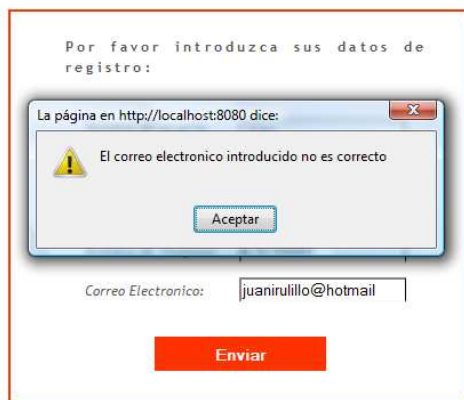 Por favor introduzca sus datos de
registro:
La página en http://localhost:8080 dice:
El correo electronico introducido no es correcto
Aceptar
Correo Electronico:
juanirulillo@hotmail
Enviar